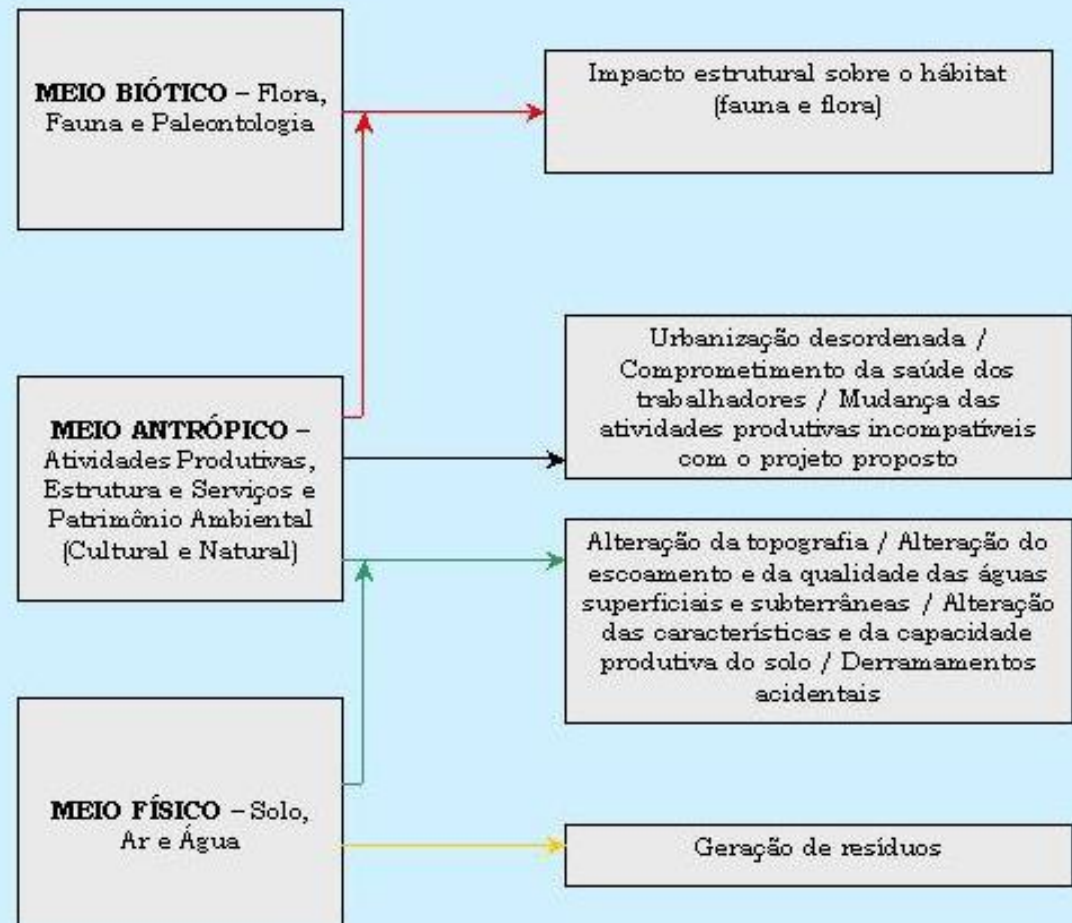 MEIO BIÓTICO – Flora,
Fauna e Paleontologia
Impacto estrutural sobre o hábitat
(fauna e flora)
MEIO ANTRÓPICO –
Atividades Produtivas,
Estrutura e Serviços e
Patrimônio Ambiental
(Cultural e Natural)
Urbanização desordenada /
Comprometimento da saúde dos
trabalhadores / Mudança das
atividades produtivas incompatíveis
com o projeto proposto
Alteração da topografia / Alteração do
escoamento e da qualidade das águas
superficiais e subterrâneas / Alteração
das características e da capacidade
produtiva do solo / Derramamentos
acidentais
MEIO FÍSICO – Solo,
Ar e Água
Geração de resíduos